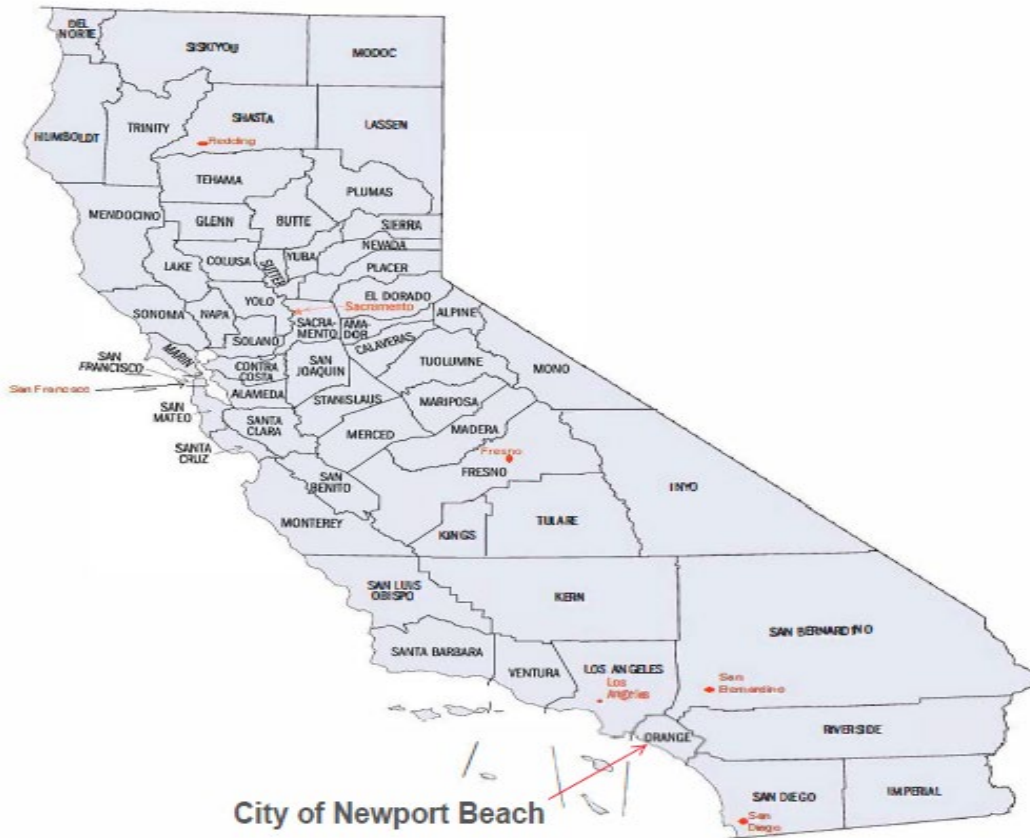 DEL
NORTE
SISKIYOU
MODOC
HUMBOLDT
TRINITY
SHASTA
Redding
LASSEN
TEHAMA
PLUMAS
MENDOCINO
GLENN
BUTTE
SIERRA
LAKE
COLUSA
SUTTER
YUBA
NEVADA
PLACER
SONOMA
NAPA
YOLO
EL DORADO
Sacramento
ALPINE
SOLANO
SACRA-
MENTO
AMA-
DOR
CALAVERAS
MARIN
SAN
FRANCISCO
San Francisco
CONTRA
COSTA
SAN
JOAQUIN
TUOLUMNE
MONO
ALAMEDA
STANISLAUS
MARIPOSA
SAN
MATEO
SANTA
CLARA
MERCED
MADERA
SANTA
CRUZ
Fresno
FRESNO
SAN
BENITO
INYO
MONTEREY
KINGS
TULARE
SAN LUIS
OBISPO
KERN
SAN BERNARDINO
SANTA BARBARA
VENTURA
LOS ANGELES
Los
Angeles
San
Bernardino
ORANGE
RIVERSIDE
SAN DIEGO
IMPERIAL
San
Diego
City of Newport Beach